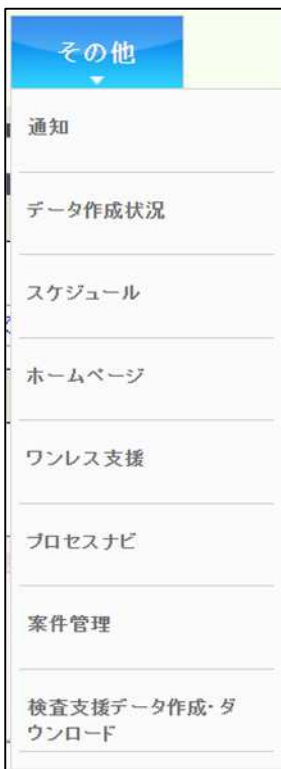 その他
通知
データ作成状況
スケジュール
ホームページ
ワンレス支援
プロセスナビ
案件管理
検査支援データ作成・ダ
ウンロード